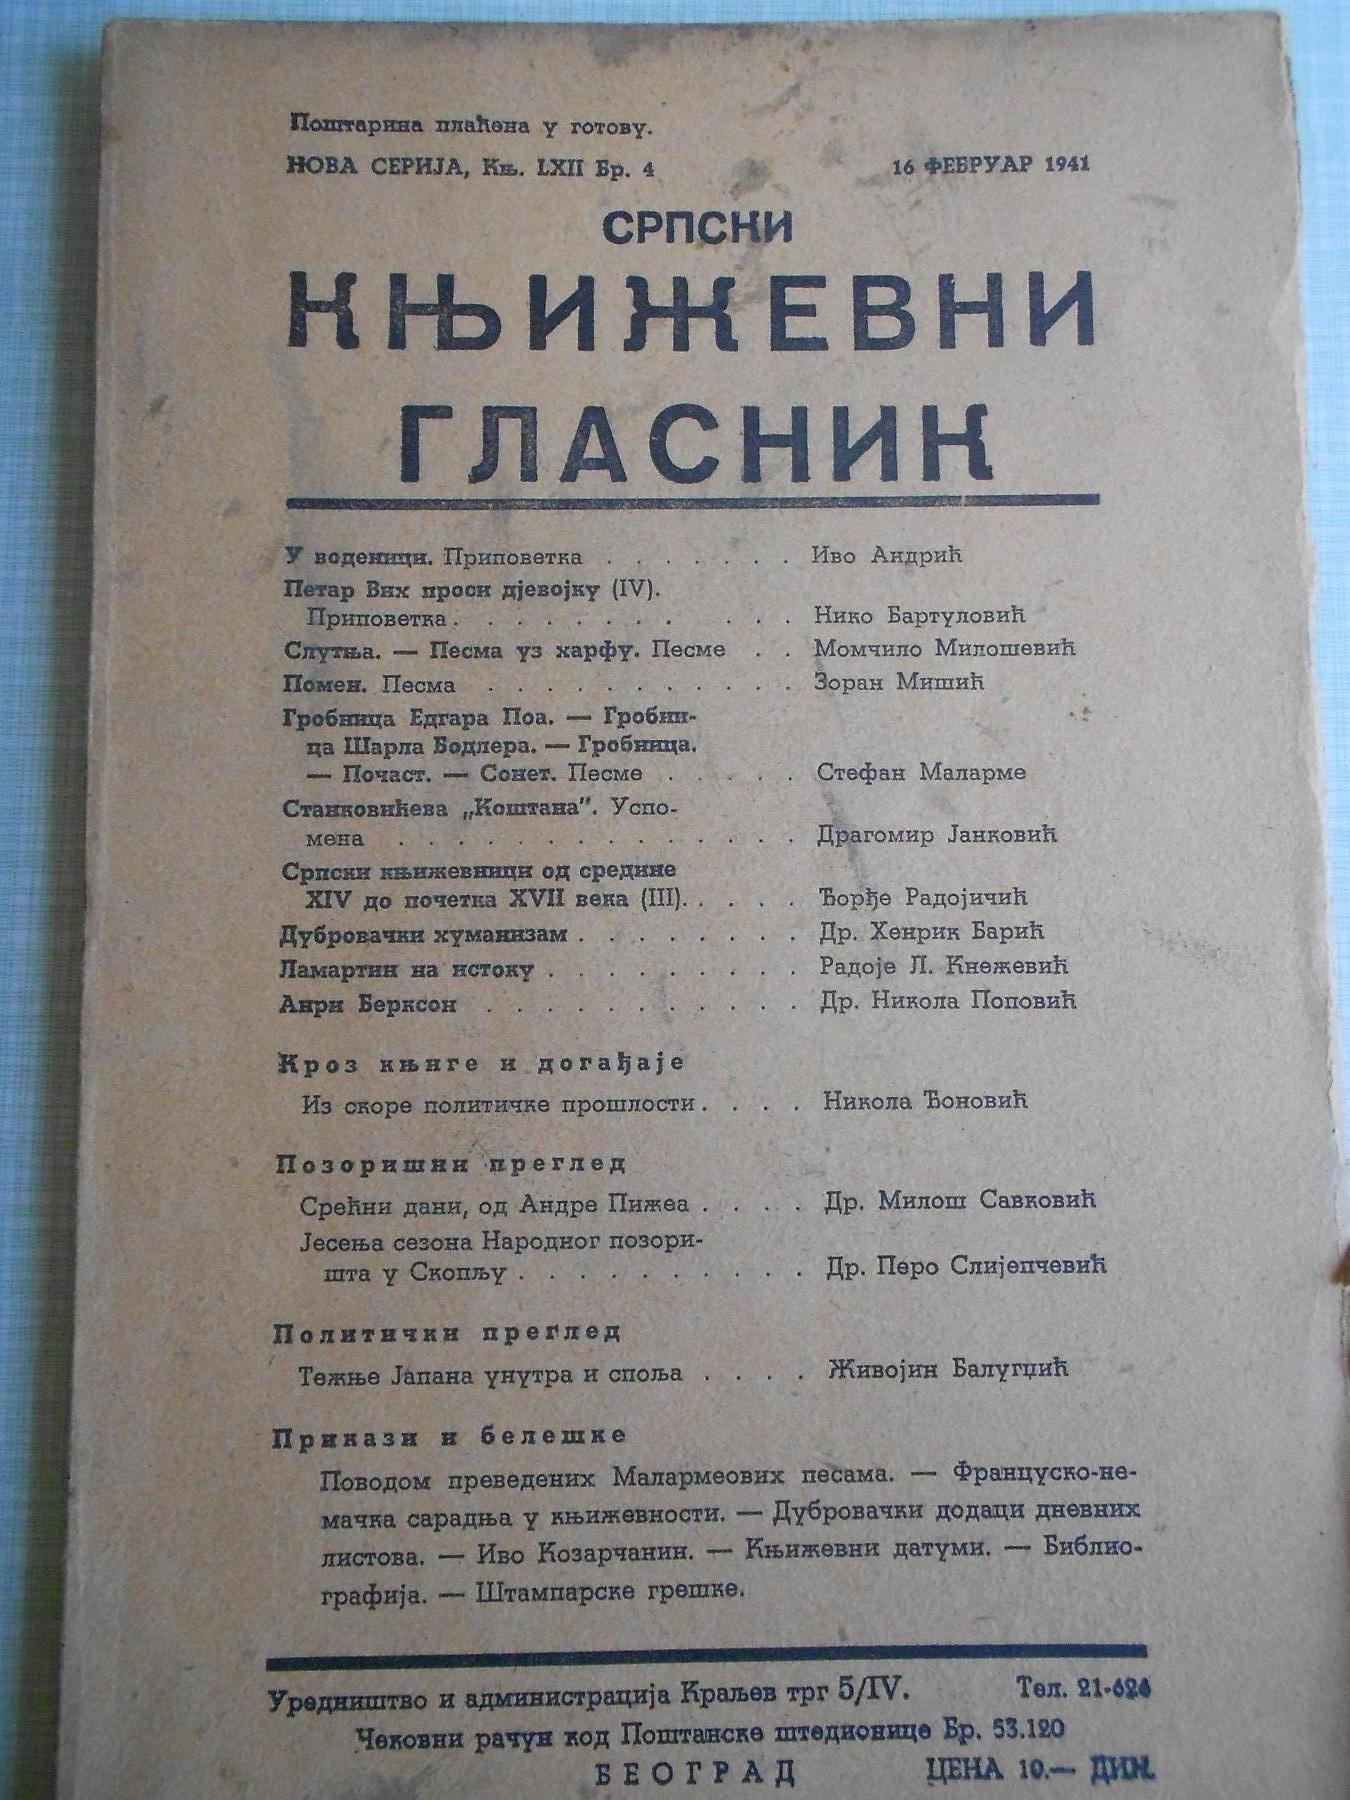 Поштарина плаћена у готову.
НОВА СЕРИЈА, Књ. LXII Бр. 4 16 ФЕБРУАР 1941
СРПСКИ
КЊИЖЕВНИ
ГЛАСНИК
У воденици. Приповетка . . . . . . . Иво Андрић
Петар Вих проси дјевојку (IV).
Приповетка . . . . . . . . . . . Нико Бартуловић
Слутња. — Песма уз харфу. Песме . . Момчило Милошевић
Помен. Песма . . . . . . . . . . . Зоран Мишић
Гробница Едгара Поа. — Гробни-
ца Шарла Бодлера. — Гробница.
— Почаст. — Сонет. Песме . . . . . Стефан Маларме
Станковићева „Коштана”. Успо-
мена . . . . . . . . . . . . . . Драгомир Јанковић
Српски књижевници од средине
XIV до почетка XVII века (III). . . . . Ђорђе Радојичић
Дубровачки хуманизам . . . . . . . . Др. Хенрик Барић
Ламартин на истоку . . . . . . . . . Радоје Л. Кнежевић
Анри Берксон . . . . . . . . . . . Др. Никола Поповић
Кроз књиге и догађаје
Из скоре политичке прошлости . . . . Никола Ђоновић
Позоришни преглед
Срећни дани, од Андре Пижеа . . . . Др. Милош Савковић
Јесења сезона Народног позори-
шта у Скопљу . . . . . . . . . . Др. Перо Слијепчевић
Политички преглед
Тежње Јапана унутра и споља . . . . Живојин Балугџић
Прикази и белешке
Поводом преведених Малармеових песама. — Француско-не-
мачка сарадња у књижевности. — Дубровачки додаци дневних
листова. — Иво Козарчанин. — Књижевни датуми. — Библио-
графија. — Штампарске грешке.
Уредништво и администрација Краљев трг 5/IV. Тел. 21-626
Чековни рачун код Поштанске штедионице Бр. 53.120
БЕОГРАД ЦЕНА 10.— ДИН.